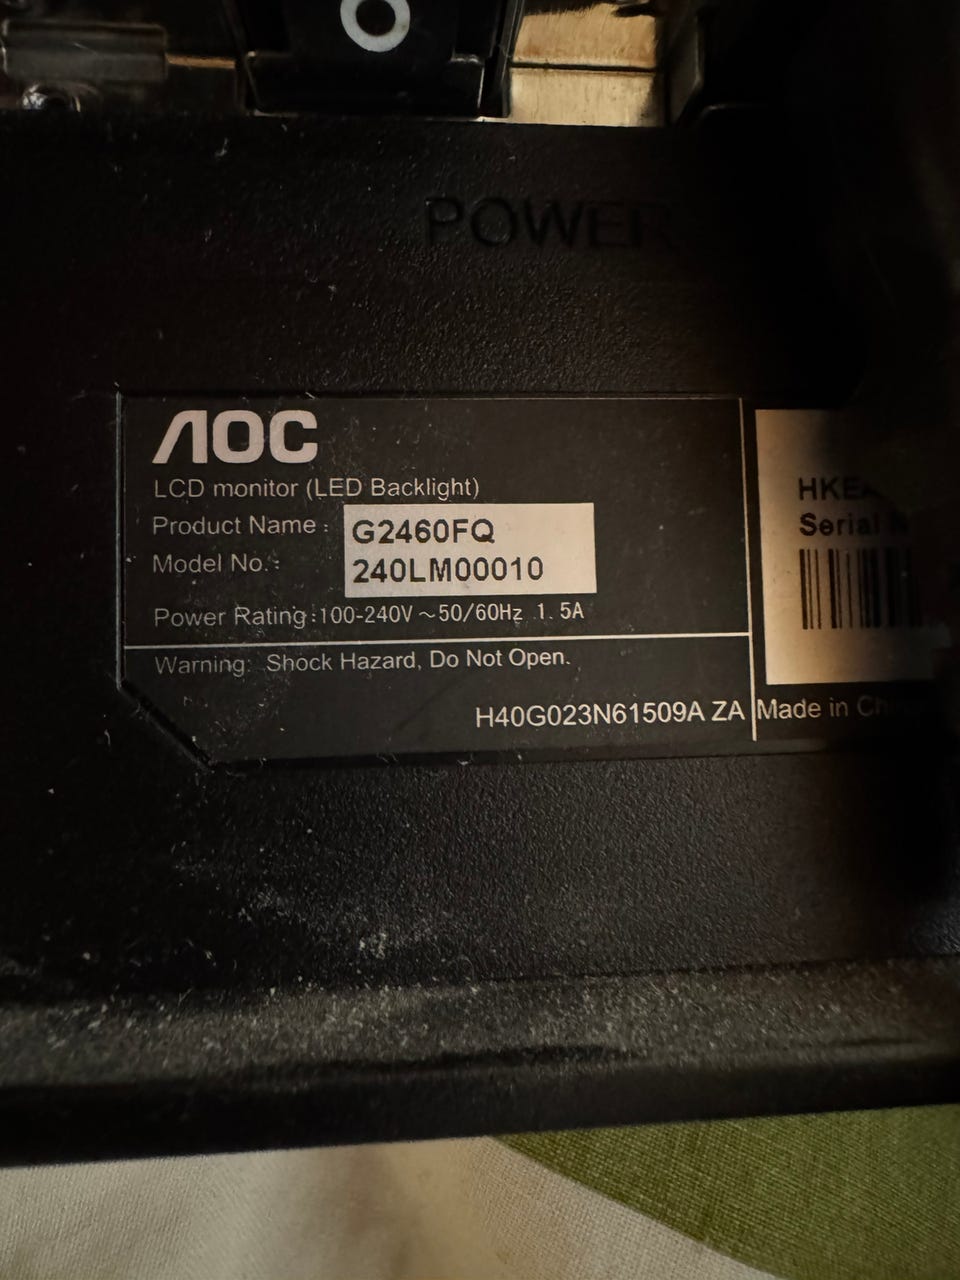 POWER
AOC
LCD monitor (LED Backlight)
Product Name : G2460FQ
Model No. : 240LM00010
Power Rating :100-240V ~50/60Hz 1.5A
Warning: Shock Hazard, Do Not Open.
H40G023N61509A ZA
Serial
Made in